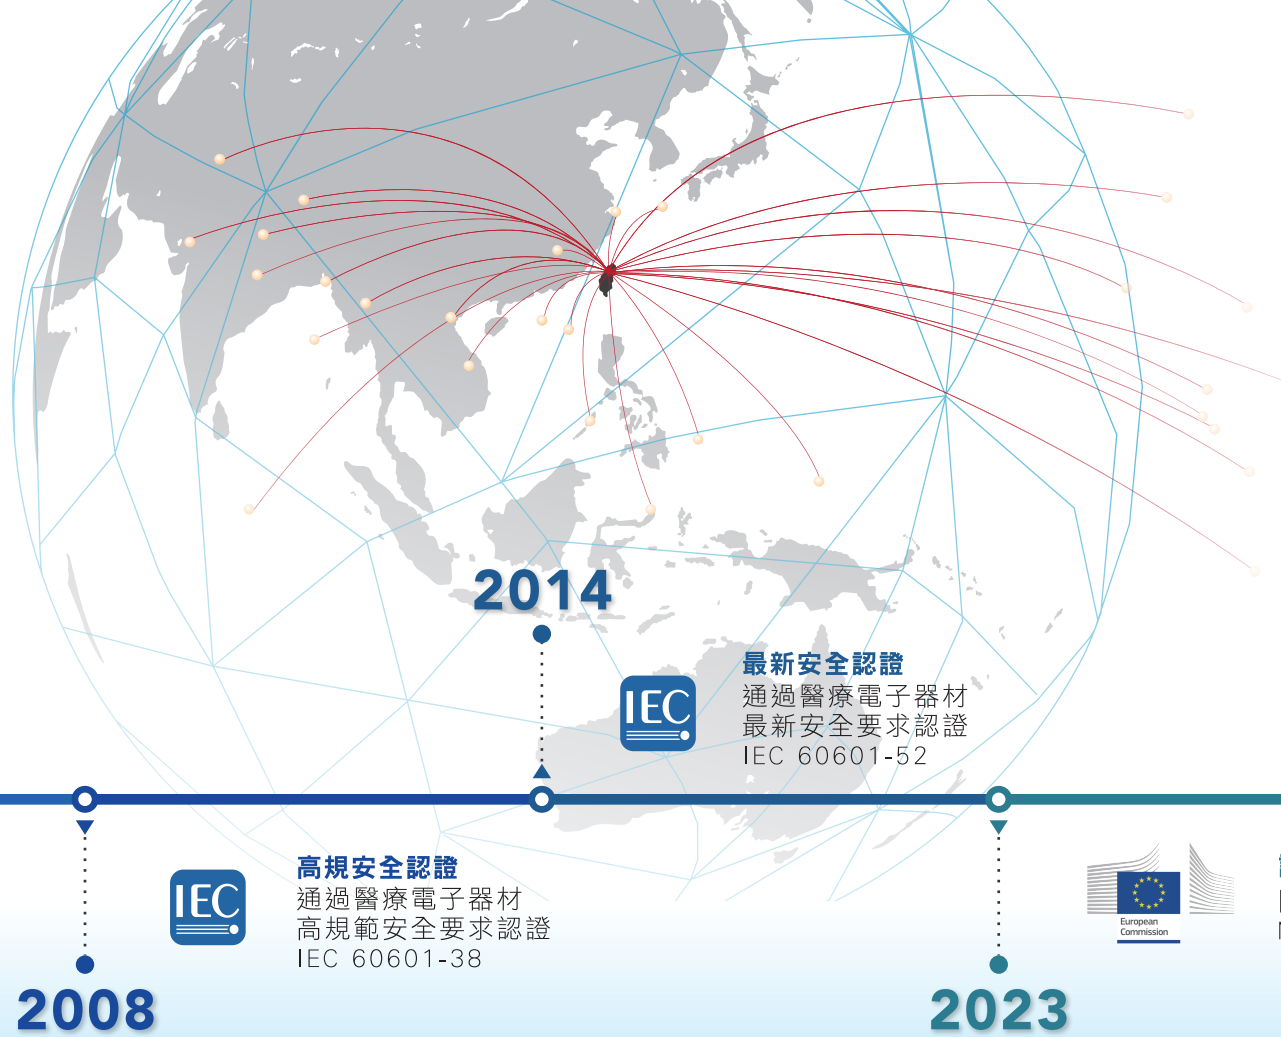 2014
IEC
最新安全認證
通過醫療電子器材
最新安全要求認證
IEC 60601-52
IEC
高規安全認證
通過醫療電子器材
高規範安全要求認證
IEC 60601-38
2008
European
Commission
2023